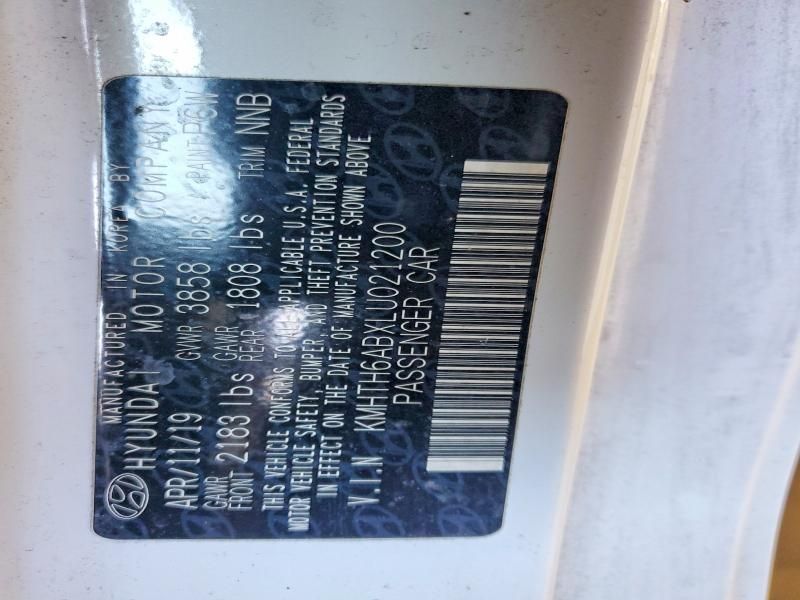 MANUFACTURED IN KOREA BY
HYUNDAI MOTOR COMPANY
APR/11/19 GVWR 3858 lbs PAINT PGW
GAWR FRONT 2183 lbs GAWR REAR 1808 lbs TRIM NNB
THIS VEHICLE CONFORMS TO ALL APPLICABLE U.S.A. FEDERAL
MOTOR VEHICLE SAFETY, BUMPER AND THEFT PREVENTION STANDARDS
IN EFFECT ON THE DATE OF MANUFACTURE SHOWN ABOVE.
V.I.N KMHTH6ABXLU021200
PASSENGER CAR